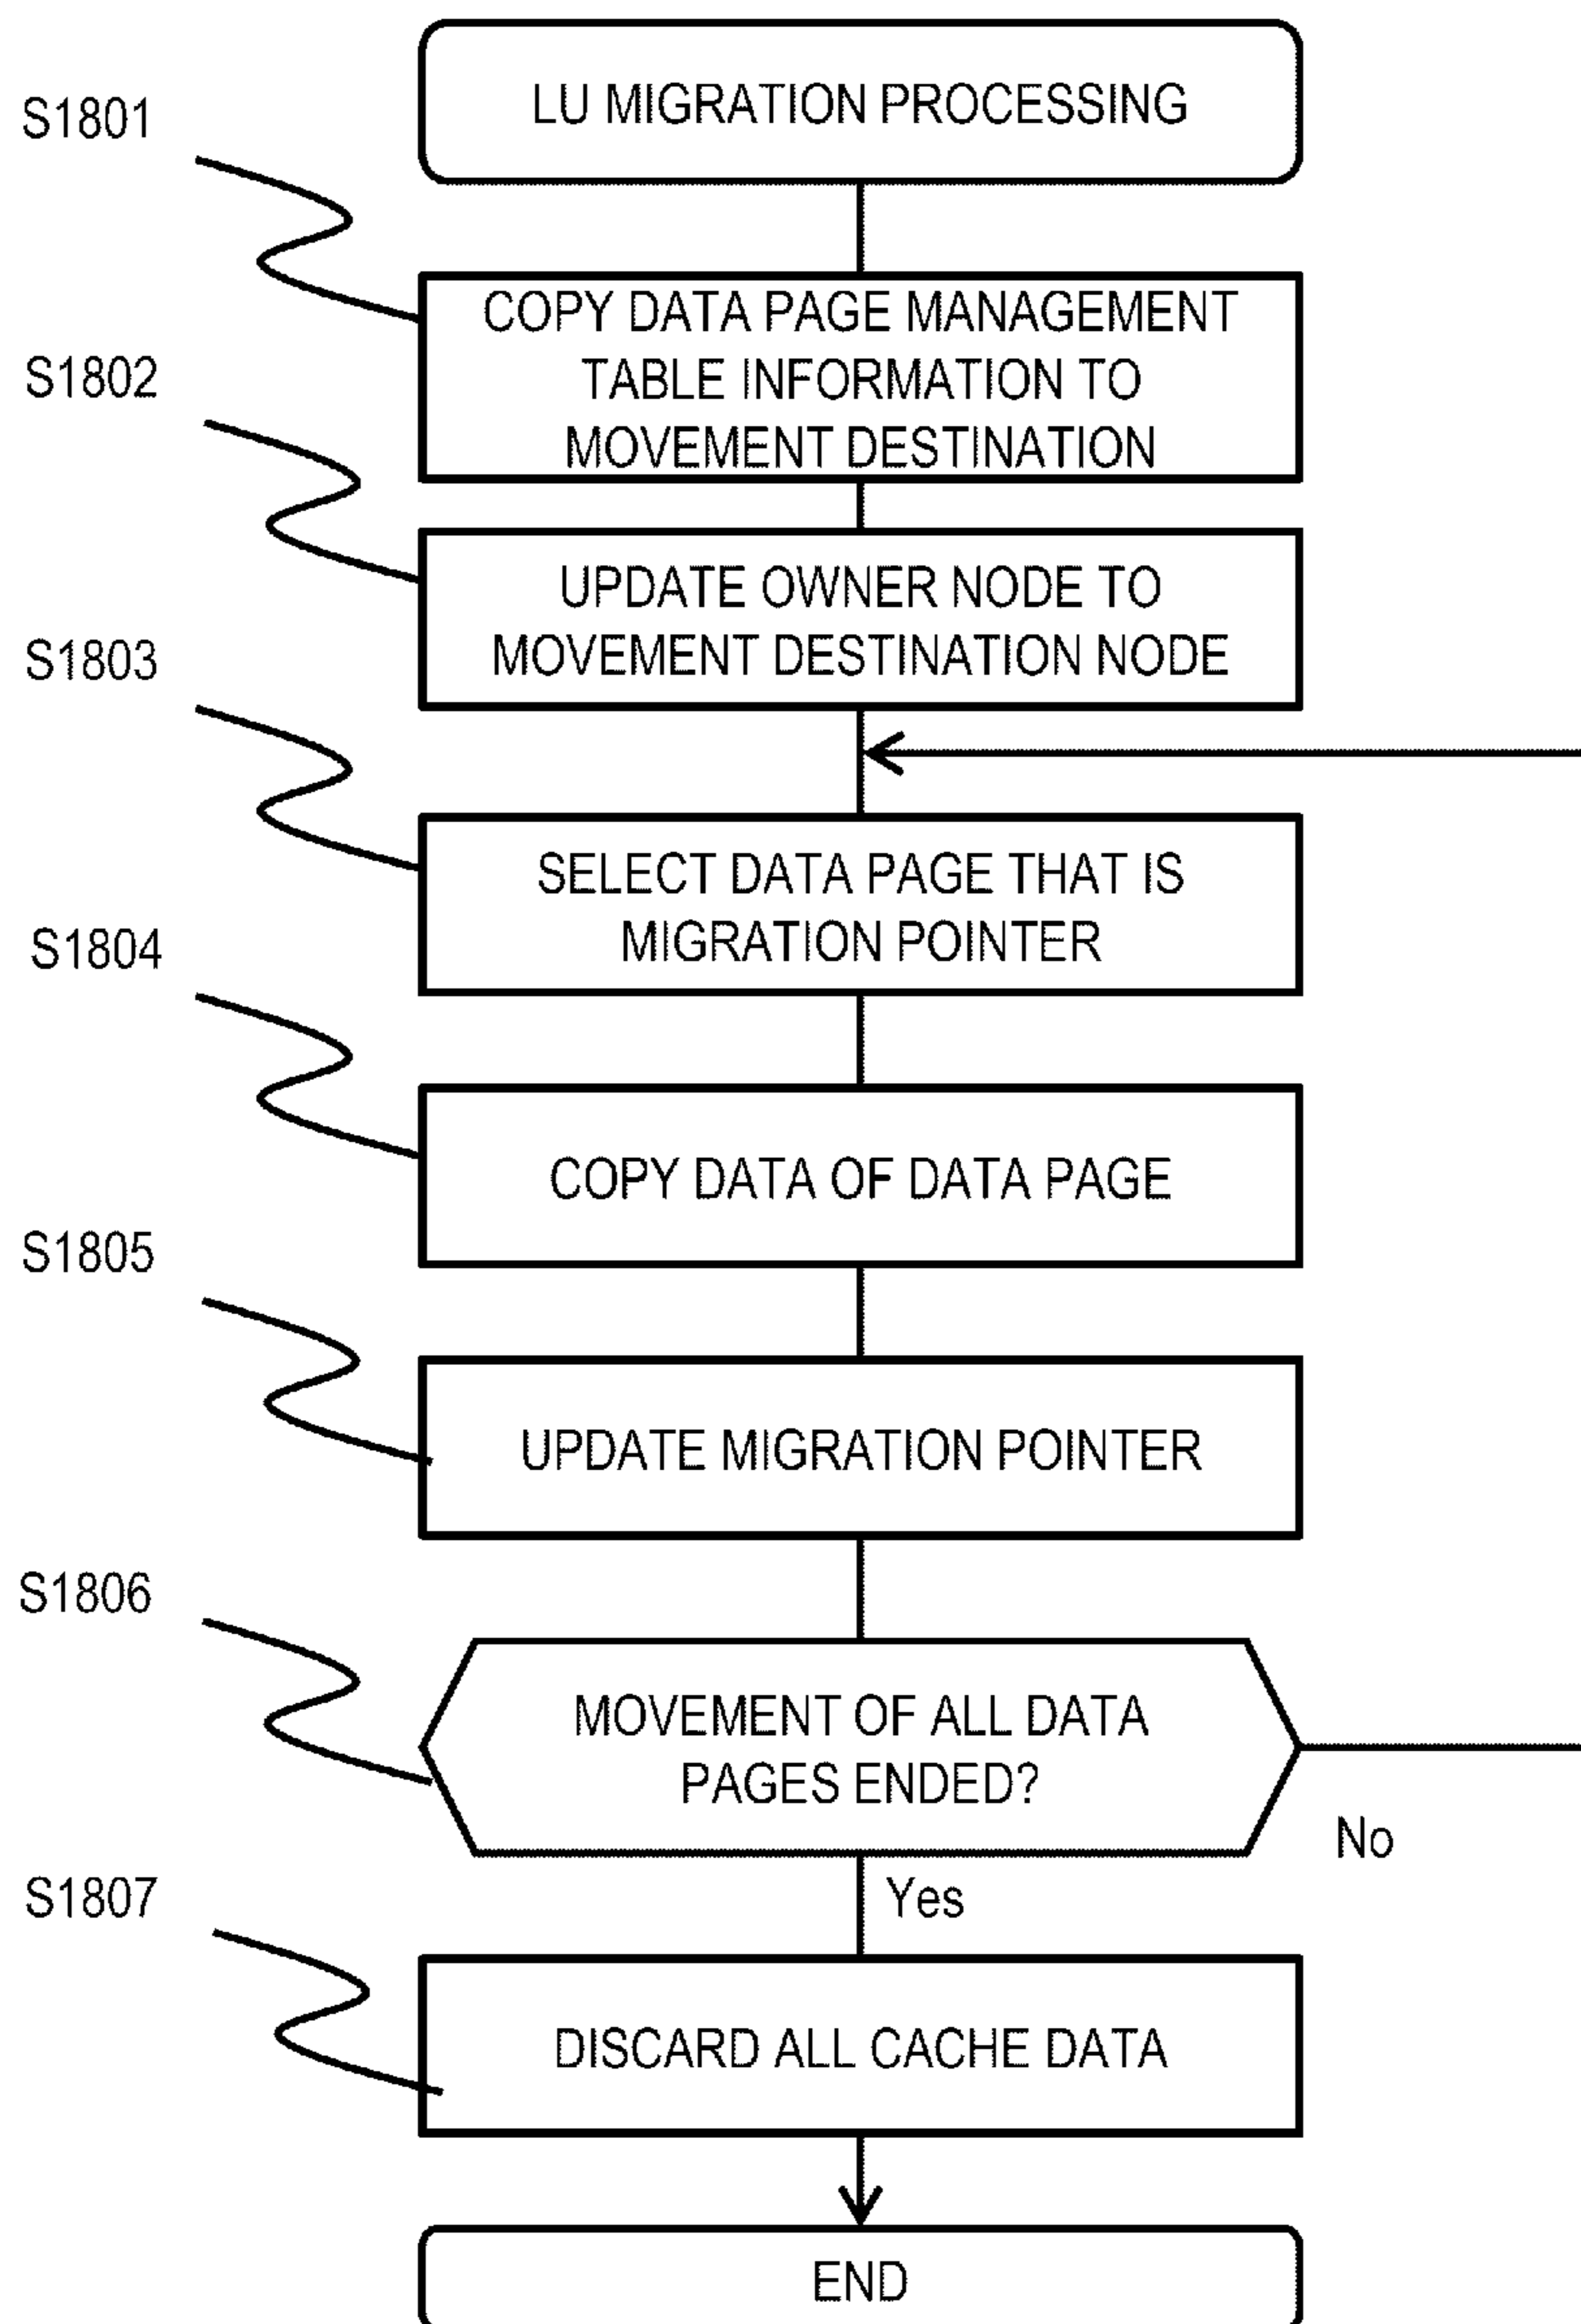 LU MIGRATION PROCESSING
S1801
COPY DATA PAGE MANAGEMENT
TABLE INFORMATION TO
MOVEMENT DESTINATION
S1802
UPDATE OWNER NODE TO
MOVEMENT DESTINATION NODE
S1803
SELECT DATA PAGE THAT IS
MIGRATION POINTER
S1804
COPY DATA OF DATA PAGE
S1805
UPDATE MIGRATION POINTER
S1806
MOVEMENT OF ALL DATA
PAGES ENDED?
No
Yes
S1807
DISCARD ALL CACHE DATA
END